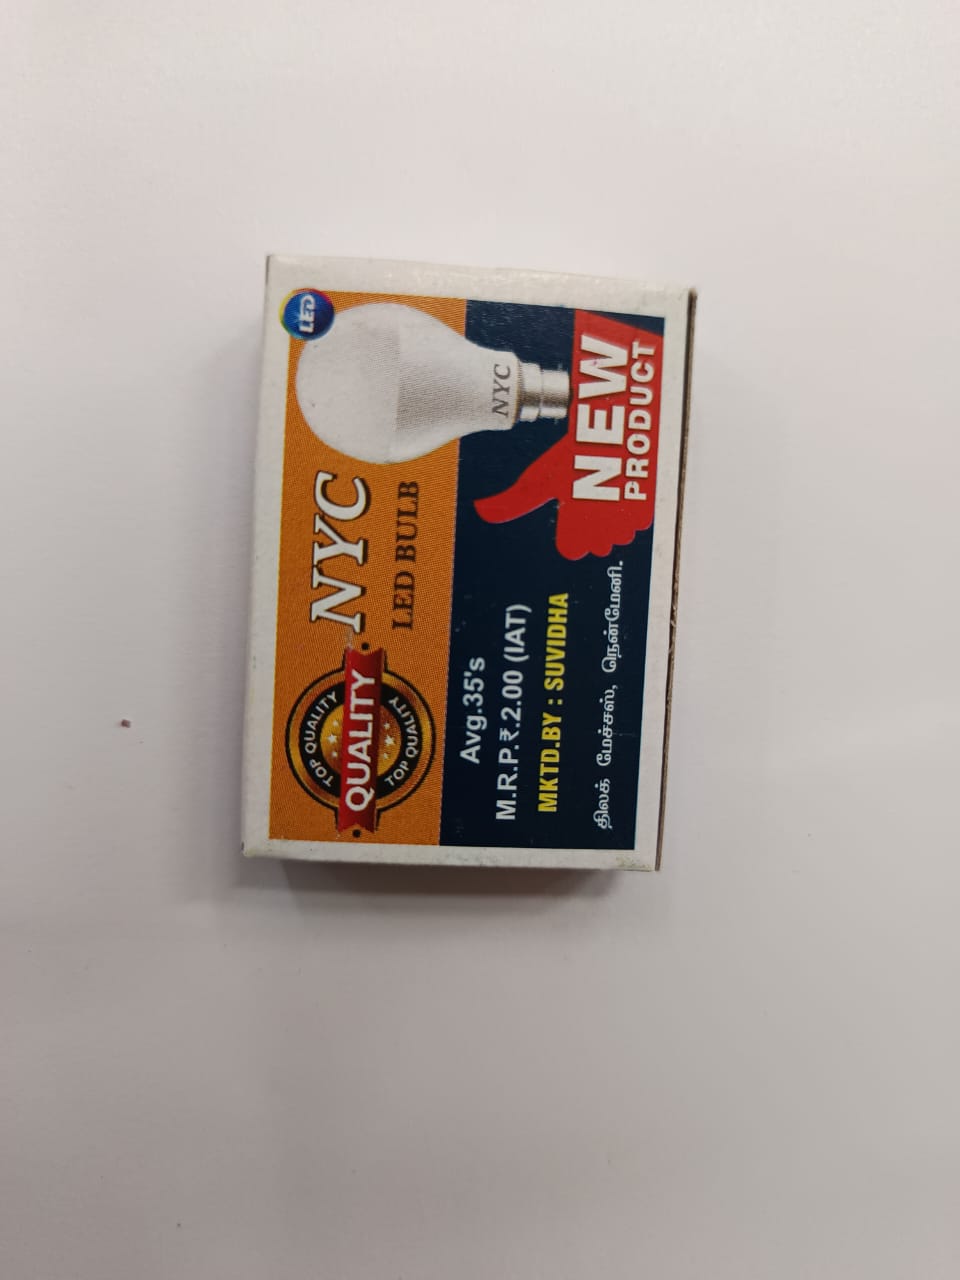 LED
NYC
NYC
LED BULB
TOP QUALITY
QUALITY
TOP QUALITY
NEW
PRODUCT
Avg.35's
M.R.P.₹.2.00 (IAT)
MKTD.BY : SUVIDHA
திலக் மேச்சஸ், நென்மேனி.